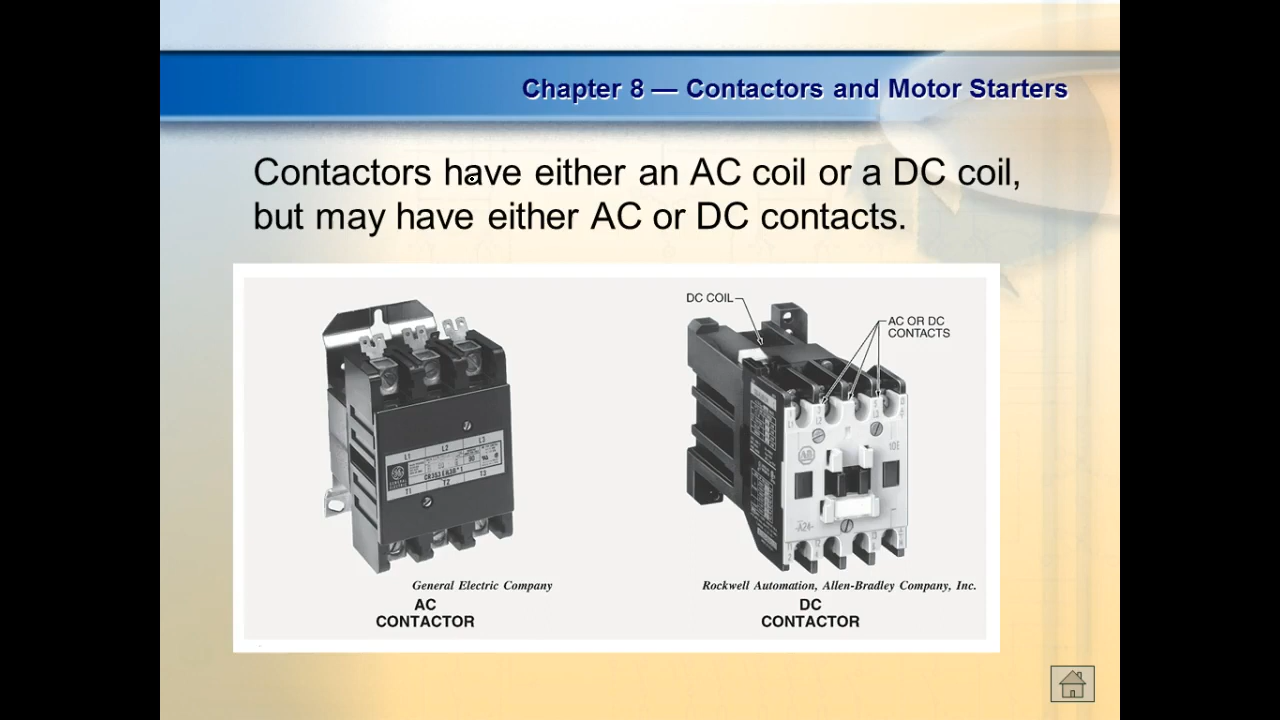 Chapter 8 — Contactors and Motor Starters
Contactors have either an AC coil or a DC coil,
but may have either AC or DC contacts.
DC COIL
AC OR DC
CONTACTS
L1 L2 L3
T1 T2 T3
General Electric Company
AC
CONTACTOR
Rockwell Automation, Allen-Bradley Company, Inc.
DC
CONTACTOR